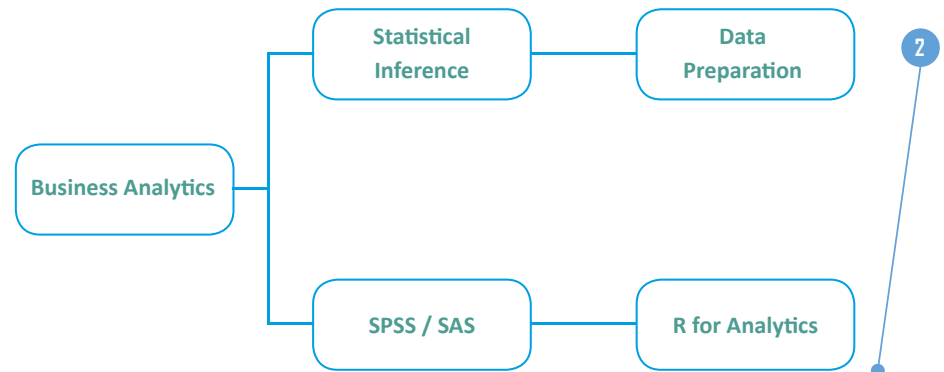 Statistical
Inference
Data
Preparation
2
Business Analytics
SPSS / SAS
R for Analytics